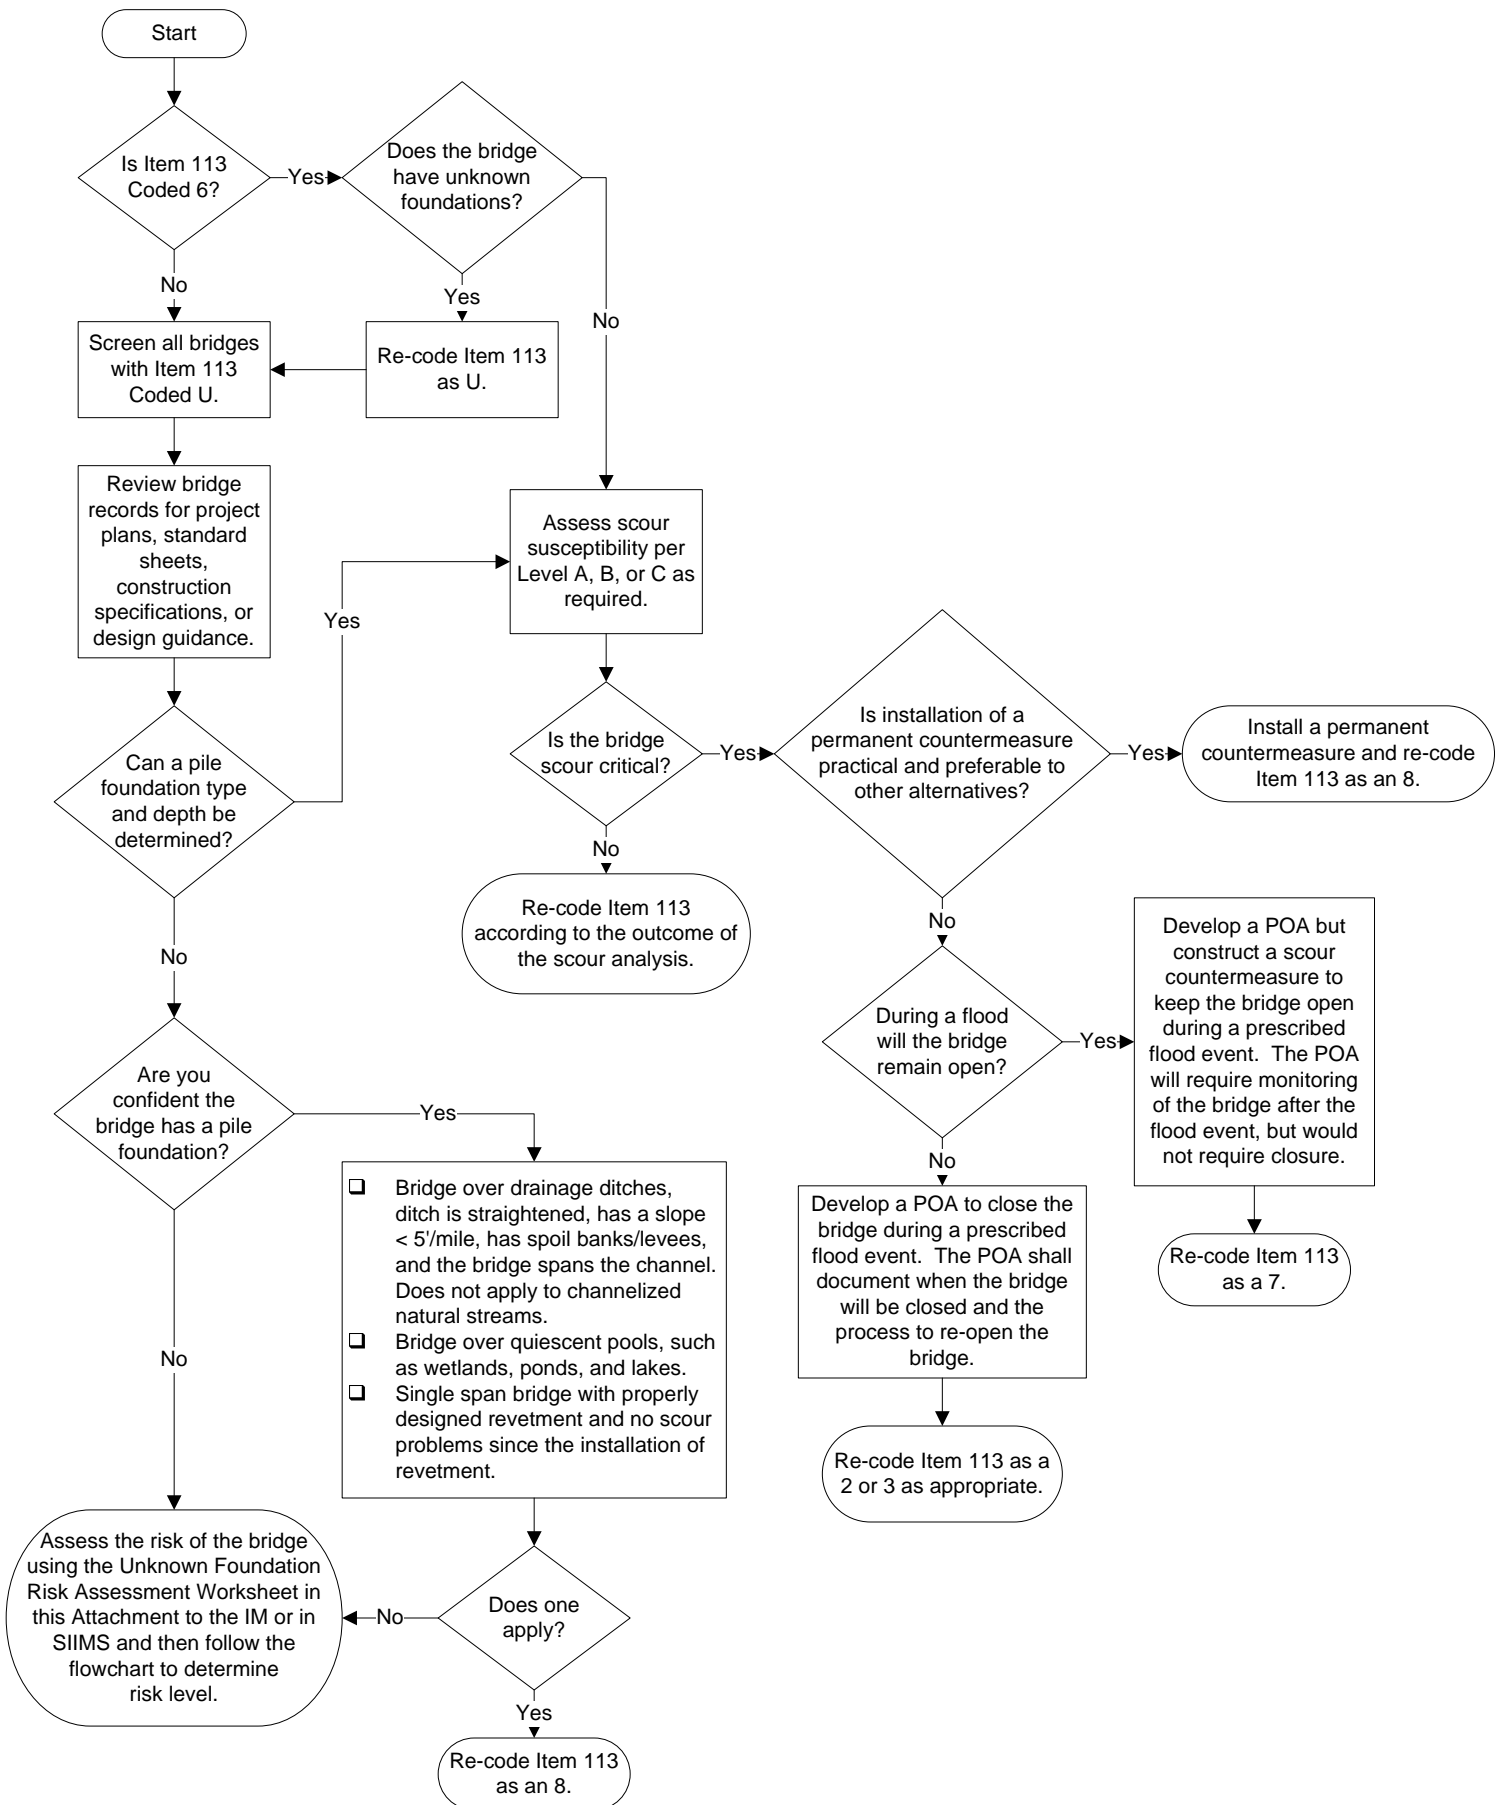 Start
Is Item 113
Coded 6?
Yes
Does the bridge
have unknown
foundations?
No
Yes
No
Screen all bridges
with Item 113
Coded U.
Re-code Item 113
as U.
Review bridge
records for project
plans, standard
sheets,
construction
specifications, or
design guidance.
Yes
Assess scour
susceptibility per
Level A, B, or C as
required.
Can a pile
foundation type
and depth be
determined?
Is the bridge
scour critical?
Yes
Is installation of a
permanent countermeasure
practical and preferable to
other alternatives?
Yes
Install a permanent
countermeasure and re-code
Item 113 as an 8.
No
Re-code Item 113
according to the outcome of
the scour analysis.
No
No
During a flood
will the bridge
remain open?
Yes
Develop a POA but
construct a scour
countermeasure to
keep the bridge open
during a prescribed
flood event.  The POA
will require monitoring
of the bridge after the
flood event, but would
not require closure.
Are you
confident the
bridge has a pile
foundation?
Yes
No
Develop a POA to close the
bridge during a prescribed
flood event.  The POA shall
document when the bridge
will be closed and the
process to re-open the
bridge.
Re-code Item 113
as a 7.
❑ Bridge over drainage ditches,
ditch is straightened, has a slope
< 5'/mile, has spoil banks/levees,
and the bridge spans the channel.
Does not apply to channelized
natural streams.
❑ Bridge over quiescent pools, such
as wetlands, ponds, and lakes.
❑ Single span bridge with properly
designed revetment and no scour
problems since the installation of
revetment.
No
Re-code Item 113 as a
2 or 3 as appropriate.
Assess the risk of the bridge
using the Unknown Foundation
Risk Assessment Worksheet in
this Attachment to the IM or in
SIIMS and then follow the
flowchart to determine
risk level.
No
Does one
apply?
Yes
Re-code Item 113
as an 8.